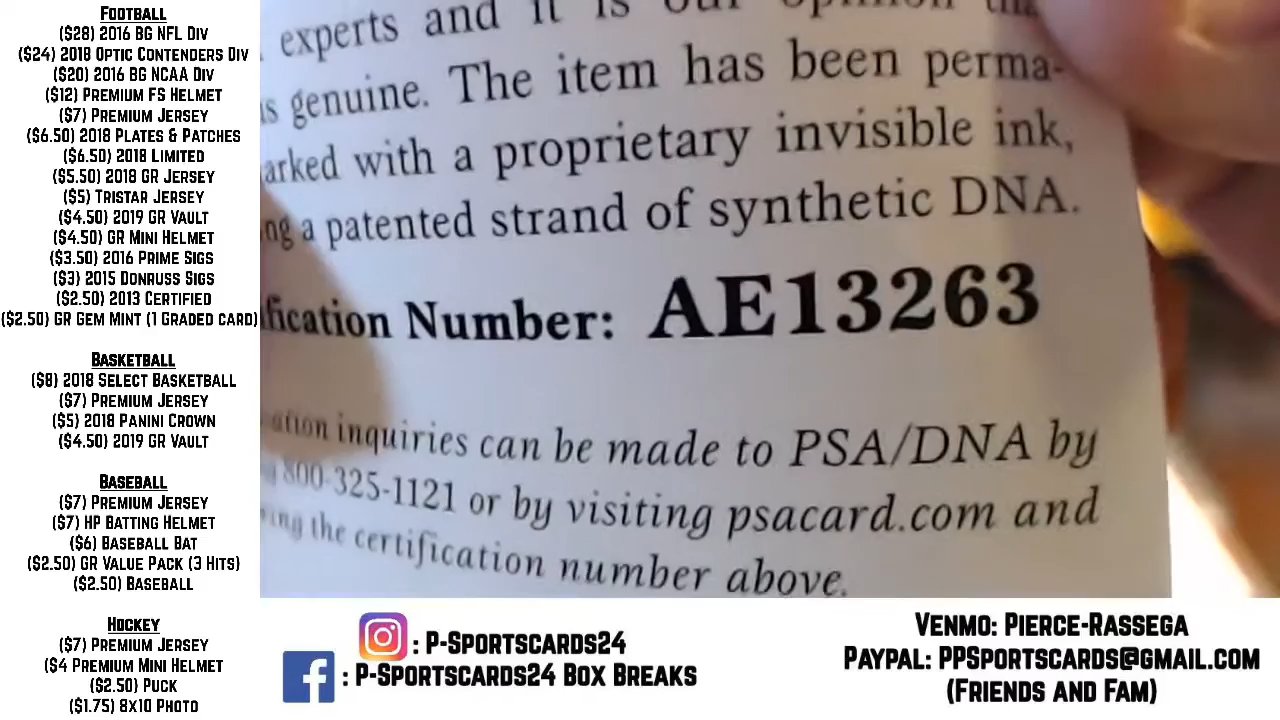 FOOTBALL
($28) 2016 BG NFL DIV
($24) 2018 OPTIC CONTENDERS DIV
($20) 2016 BG NCAA DIV
($12) PREMIUM FS HELMET
($7) PREMIUM JERSEY
($6.50) 2018 PLATES & PATCHES
($6.50) 2018 LIMITED
($5.50) 2018 GR JERSEY
($5) TRISTAR JERSEY
($4.50) 2019 GR VAULT
($4.50) GR MINI HELMET
($3.50) 2016 PRIME SIGS
($3) 2015 DONRUSS SIGS
($2.50) 2013 CERTIFIED
($2.50) GR GEM MINT (1 GRADED CARD)
BASKETBALL
($8) 2018 SELECT BASKETBALL
($7) PREMIUM JERSEY
($5) 2018 PANINI CROWN
($4.50) 2019 GR VAULT
BASEBALL
($7) PREMIUM JERSEY
($7) HP BATTING HELMET
($6) BASEBALL BAT
($2.50) GR VALUE PACK (3 HITS)
($2.50) BASEBALL
HOCKEY
($7) PREMIUM JERSEY
($4 PREMIUM MINI HELMET
($2.50) PUCK
($1.75) 8X10 PHOTO
experts and it is our opinion
genuine. The item has been perma-
arked with a proprietary invisible ink,
ng a patented strand of synthetic DNA.
fication Number: AE13263
ation inquiries can be made to PSA/DNA by
800-325-1121 or by visiting psacard.com and
ing the certification number above.
: P-SPORTSCARDS24
: P-SPORTSCARDS24 BOX BREAKS
VENMO: PIERCE-RASSEGA
PAYPAL: PPSPORTSCARDS@GMAIL.COM
(FRIENDS AND FAM)